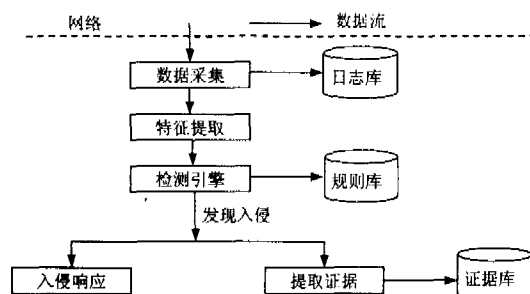 网络 数据流
数据采集 日志库
特征提取
检测引擎 规则库
发现入侵
入侵响应 提取证据 证据库